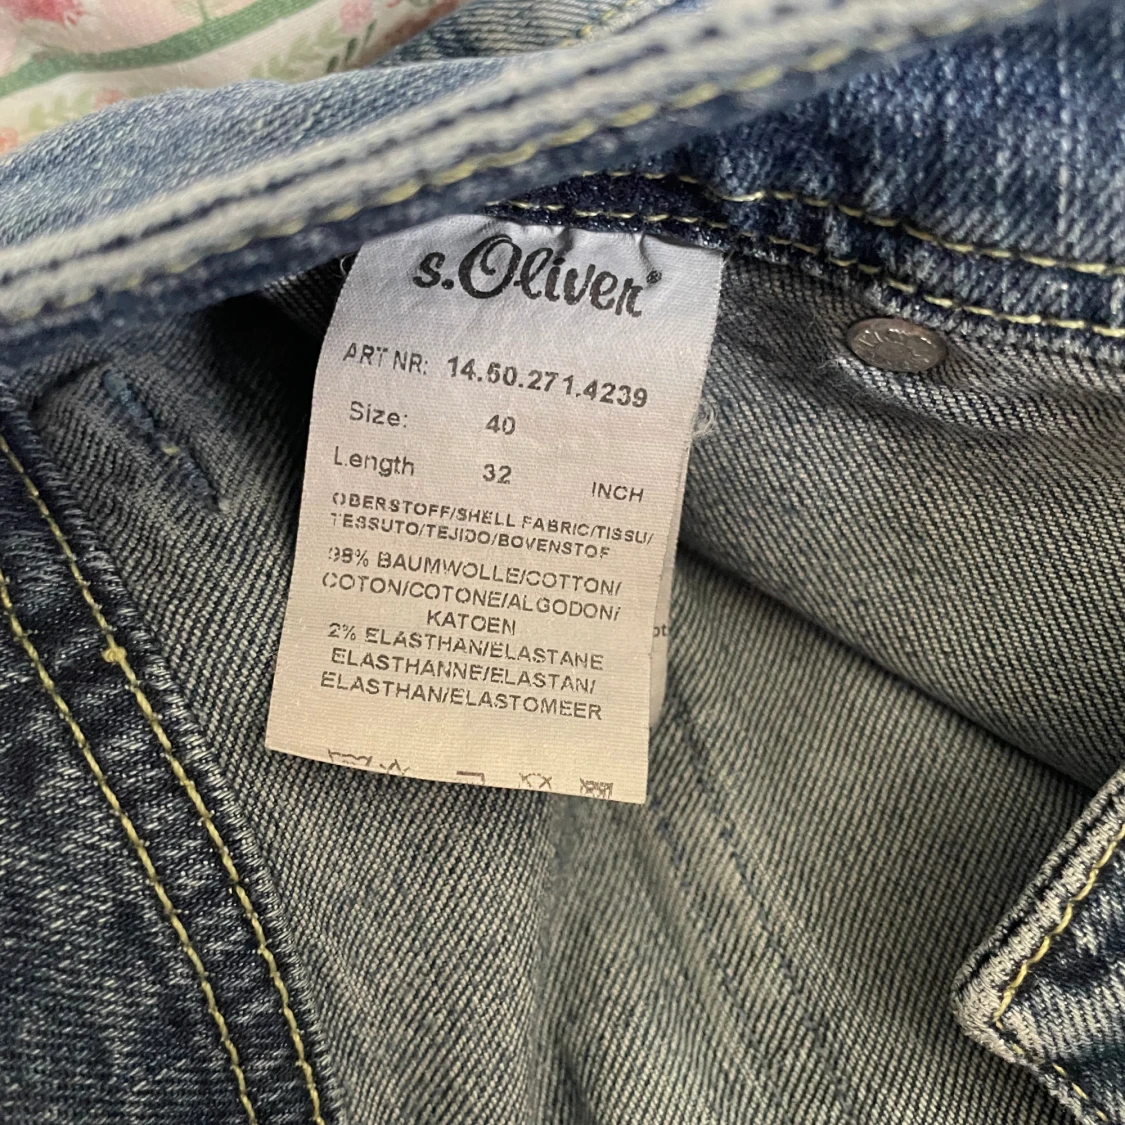 s.Oliver®
ART NR: 14.50.271.4239
Size: 40
Length 32 INCH
OBERSTOFF/SHELL FABRIC/TISSU/
TESSUTO/TEJIDO/BOVENSTOF
98% BAUMWOLLE/COTTON/
COTON/COTONE/ALGODON/
KATOEN
2% ELASTHAN/ELASTANE
ELASTHANNE/ELASTAN/
ELASTHAN/ELASTOMEER